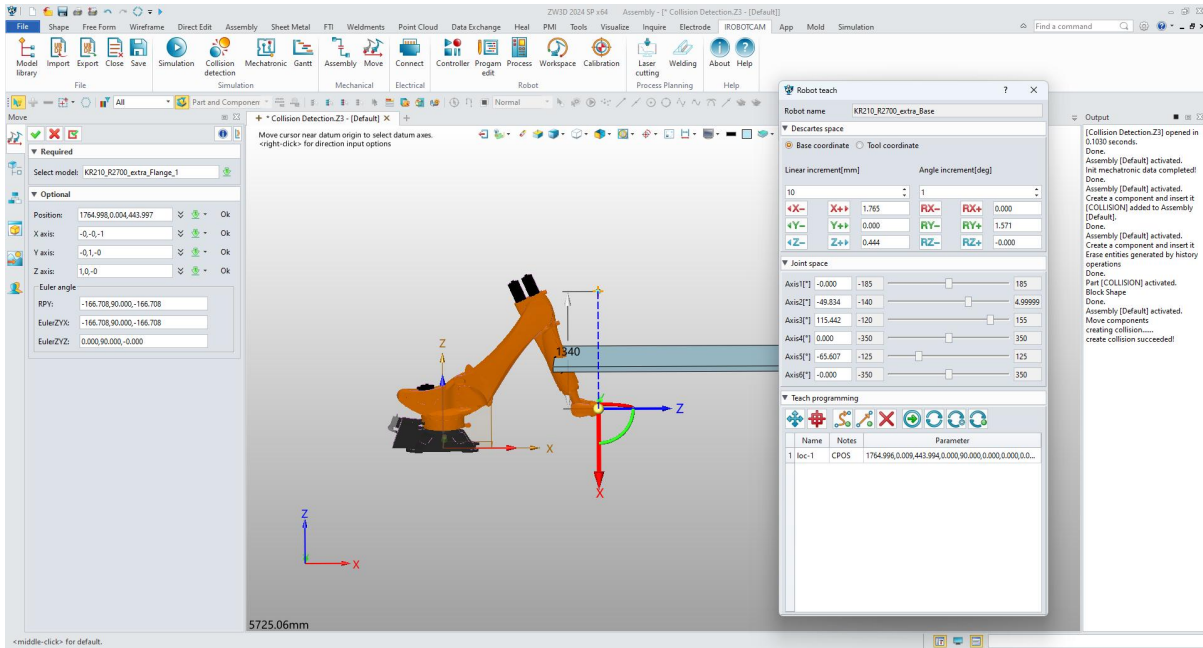 ZW3D 2024 SP x64 Assembly - [* Collision Detection.Z3 - [Default]]
File Shape Free Form Wireframe Direct Edit Assembly Sheet Metal FTI Weldments Point Cloud Data Exchange Heal PMI Tools Visualize Inquire Electrode IROBOTCAM App Mold Simulation Find a command
Model library Import Export Close Save Simulation Collision detection Mechatronic Gantt Assembly Move Connect Controller Progam edit Process Workspace Calibration Laser cutting Welding About Help
File Simulation Mechanical Electrical Robot Process Planning Help
All Part and Componen Normal
Move
Required
Select model: KR210_R2700_extra_Flange_1
Optional
Position: 1764.998,0.004,443.997 Ok
X axis: -0,-0,-1 Ok
Y axis: -0,1,-0 Ok
Z axis: 1,0,-0 Ok
Euler angle
RPY: -166.708,90.000,-166.708
EulerZYX: -166.708,90.000,-166.708
EulerZYZ: 0.000,90.000,-0.000
+ * Collision Detection.Z3 - [Default] × +
Move cursor near datum origin to select datum axes.
<right-click> for direction input options
1340
Z
X
Z
X
Z
X
5725.06mm
Robot teach ? ×
Robot name KR210_R2700_extra_Base
Descartes space
Base coordinate Tool coordinate
Linear increment[mm] Angle increment[deg]
10 1
X- X+ 1.765 RX- RX+ 0.000
Y- Y+ 0.000 RY- RY+ 1.571
Z- Z+ 0.444 RZ- RZ+ -0.000
Joint space
Axis1[°] -0.000 -185 185
Axis2[°] -49.834 -140 4.99999
Axis3[°] 115.442 -120 155
Axis4[°] 0.000 -350 350
Axis5[°] -65.607 -125 125
Axis6[°] -0.000 -350 350
Teach programming
Name Notes Parameter
1 loc-1 CPOS 1764.996,0.009,443.994,0.000,90.000,0.000,0.000,0.0...
Output
[Collision Detection.Z3] opened in
0.1030 seconds.
Done.
Assembly [Default] activated.
Init mechatronic data completed!
Done.
Assembly [Default] activated.
Create a component and insert it
[COLLISION] added to Assembly
[Default].
Done.
Assembly [Default] activated.
Create a component and insert it
Erase entities generated by history
operations
Done.
Part [COLLISION] activated.
Block Shape
Done.
Assembly [Default] activated.
Move components
creating collision......
create collision succeeded!
<middle-click> for default.